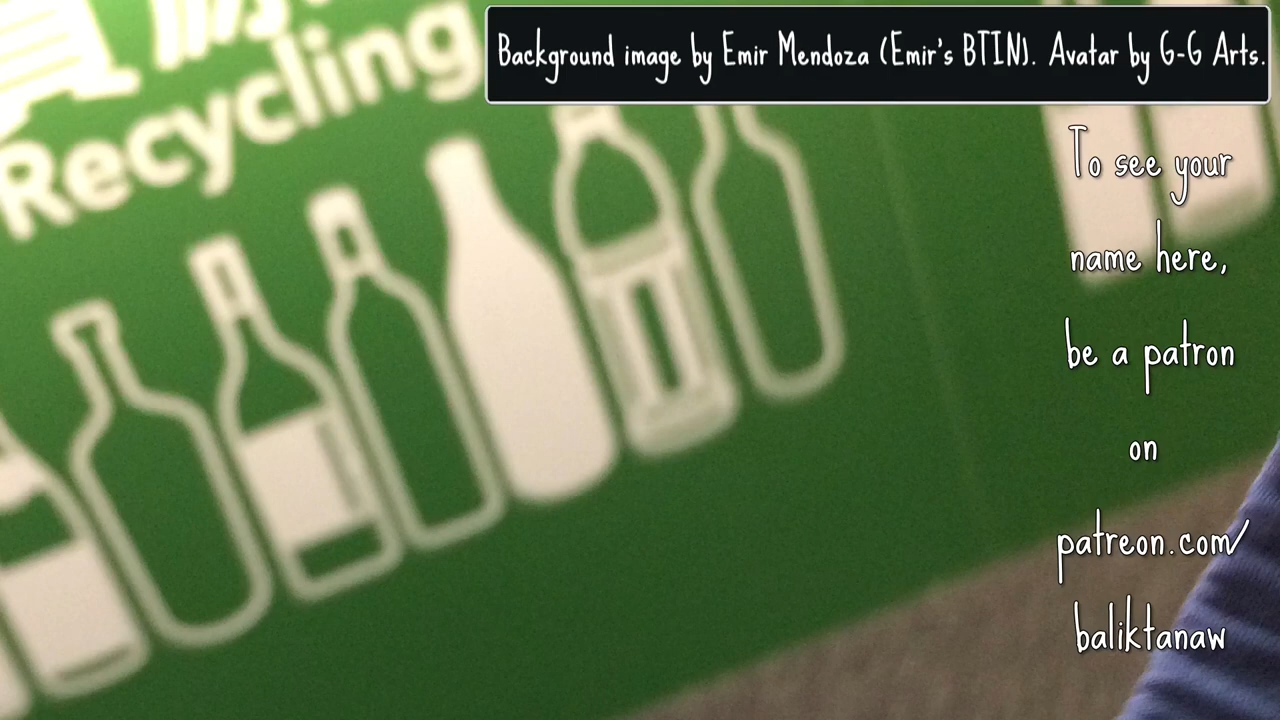 Recycling
Background image by Emir Mendoza (Emir's BTIN). Avatar by G-G Arts.
To see your
name here,
be a patron
on
patreon.com/
baliktanaw